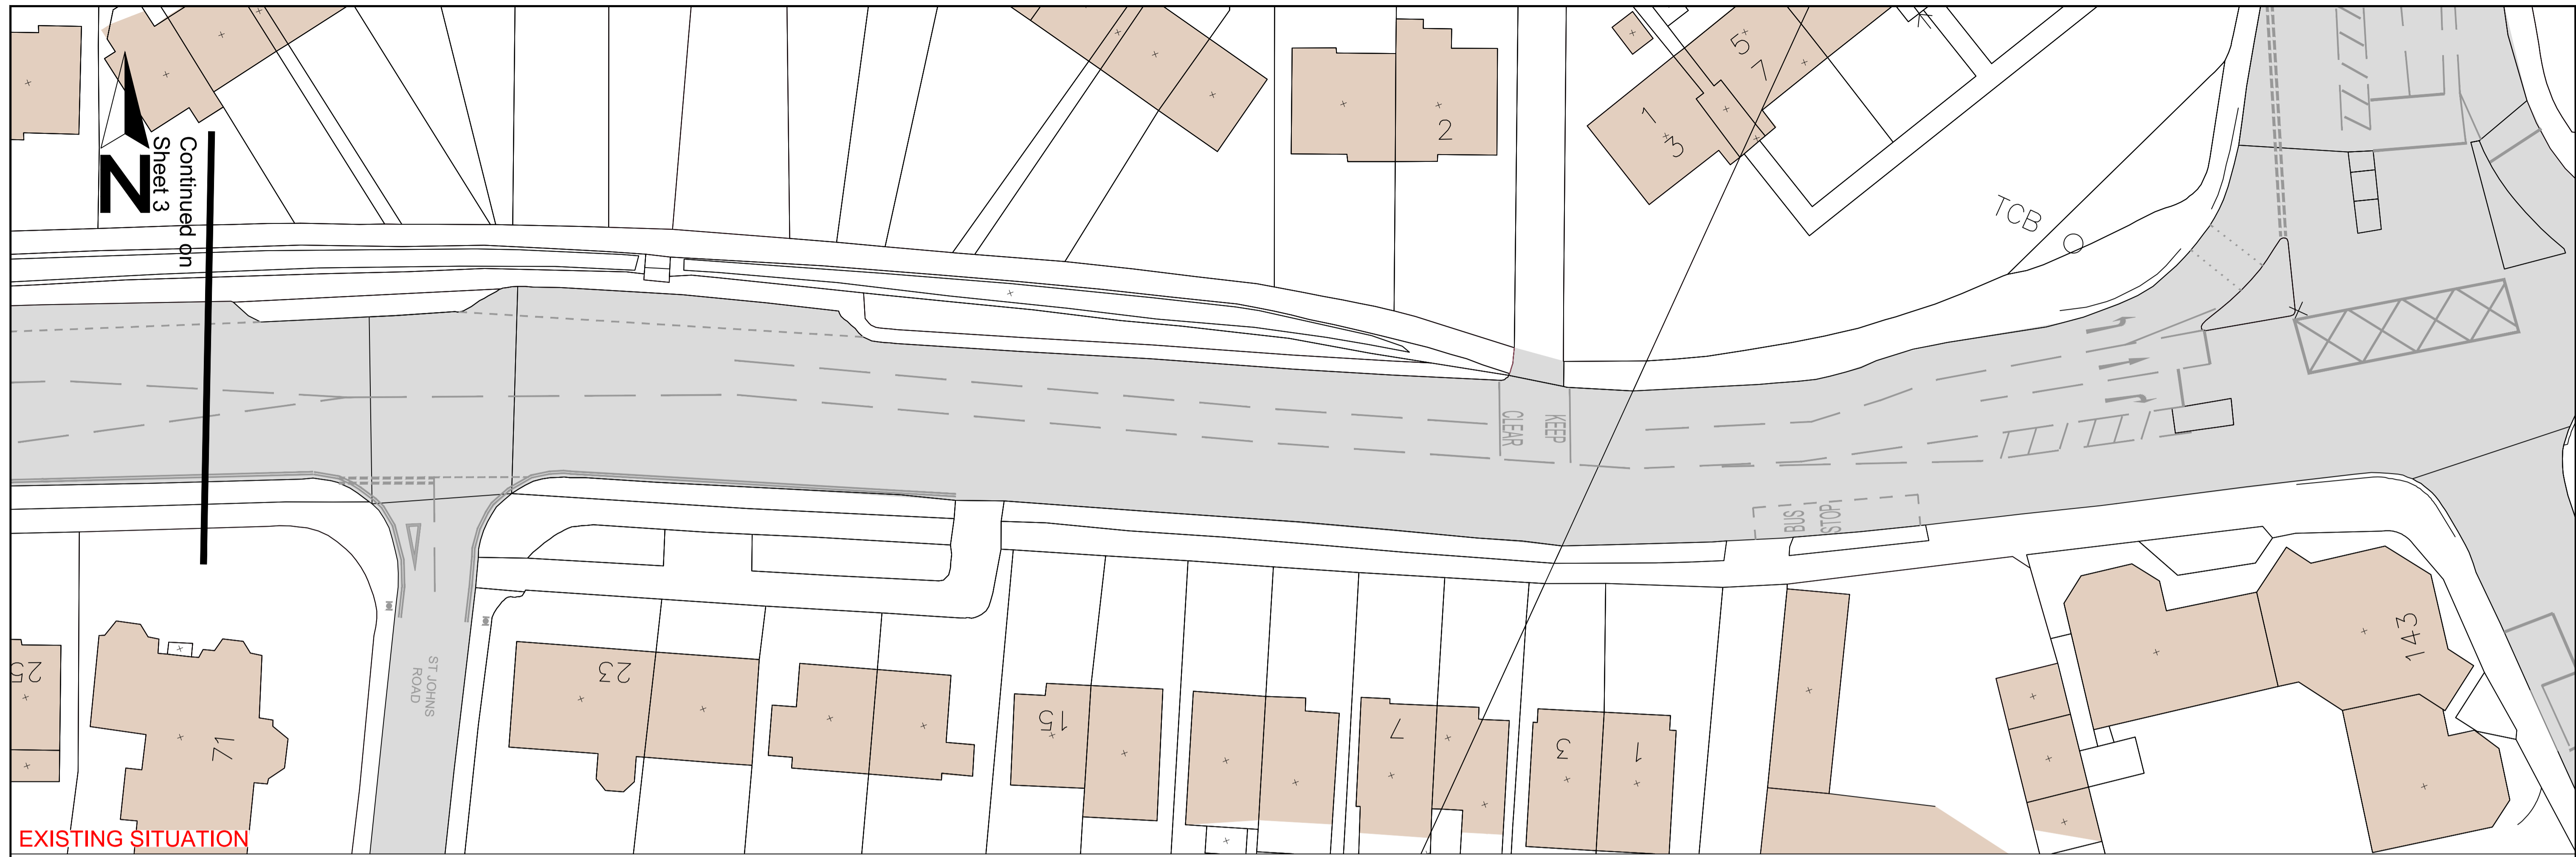 5
7
1
3
2
TCB
Continued on
Sheet 3
N
KEEP
CLEAR
BUS
STOP
ST JOHNS
ROAD
25
71
23
15
7
3
1
143
EXISTING SITUATION